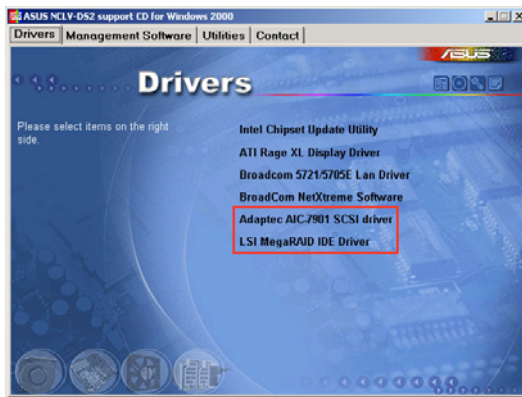 ASUS NCLV-DS2 support CD for Windows 2000
Drivers Management Software Utilities Contact
ASUS
Drivers
Please select items on the right
side.
Intel Chipset Update Utility
ATI Rage XL Display Driver
Broadcom 5721/5705E Lan Driver
BroadCom NetXtreme Software
Adaptec AIC-7901 SCSI driver
LSI MegaRAID IDE Driver